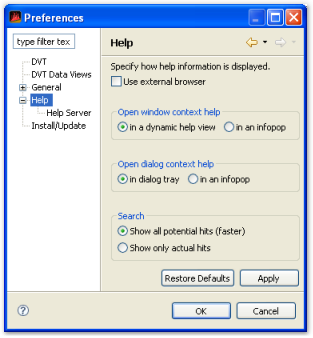 Preferences
type filter tex
Help
DVT
DVT Data Views
General
Help
Help Server
Install/Update
Specify how help information is displayed.
Use external browser
Open window context help
in a dynamic help view in an infopop
Open dialog context help
in dialog tray in an infopop
Search
Show all potential hits (faster)
Show only actual hits
Restore Defaults Apply
OK Cancel